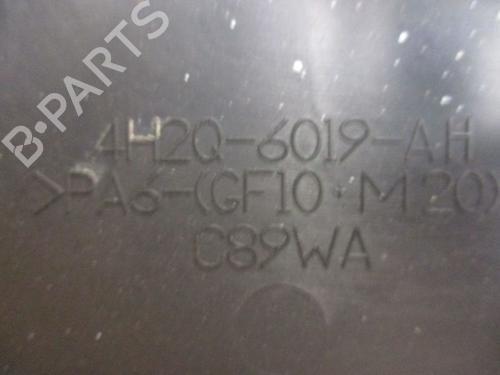 B-PARTS
4H2Q-6019-AH
>PA6-(GF10+M20)
C89WA